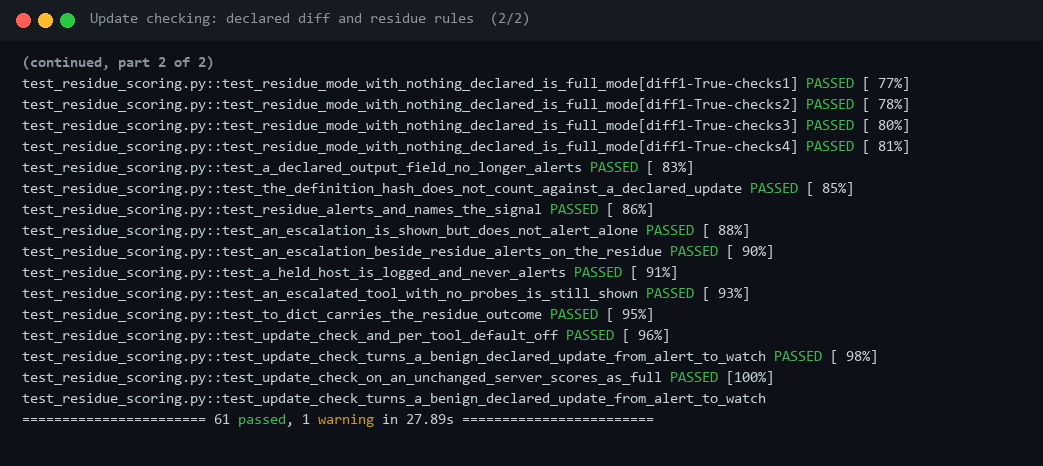 Update checking: declared diff and residue rules (2/2)
(continued, part 2 of 2)
test_residue_scoring.py::test_residue_mode_with_nothing_declared_is_full_mode[diff1-True-checks1] PASSED [ 77%]
test_residue_scoring.py::test_residue_mode_with_nothing_declared_is_full_mode[diff1-True-checks2] PASSED [ 78%]
test_residue_scoring.py::test_residue_mode_with_nothing_declared_is_full_mode[diff1-True-checks3] PASSED [ 80%]
test_residue_scoring.py::test_residue_mode_with_nothing_declared_is_full_mode[diff1-True-checks4] PASSED [ 81%]
test_residue_scoring.py::test_a_declared_output_field_no_longer_alerts PASSED [ 83%]
test_residue_scoring.py::test_the_definition_hash_does_not_count_against_a_declared_update PASSED [ 85%]
test_residue_scoring.py::test_residue_alerts_and_names_the_signal PASSED [ 86%]
test_residue_scoring.py::test_an_escalation_is_shown_but_does_not_alert_alone PASSED [ 88%]
test_residue_scoring.py::test_an_escalation_beside_residue_alerts_on_the_residue PASSED [ 90%]
test_residue_scoring.py::test_a_held_host_is_logged_and_never_alerts PASSED [ 91%]
test_residue_scoring.py::test_an_escalated_tool_with_no_probes_is_still_shown PASSED [ 93%]
test_residue_scoring.py::test_to_dict_carries_the_residue_outcome PASSED [ 95%]
test_residue_scoring.py::test_update_check_and_per_tool_default_off PASSED [ 96%]
test_residue_scoring.py::test_update_check_turns_a_benign_declared_update_from_alert_to_watch PASSED [ 98%]
test_residue_scoring.py::test_update_check_on_an_unchanged_server_scores_as_full PASSED [100%]
test_residue_scoring.py::test_update_check_turns_a_benign_declared_update_from_alert_to_watch
======================= 61 passed, 1 warning in 27.89s ========================